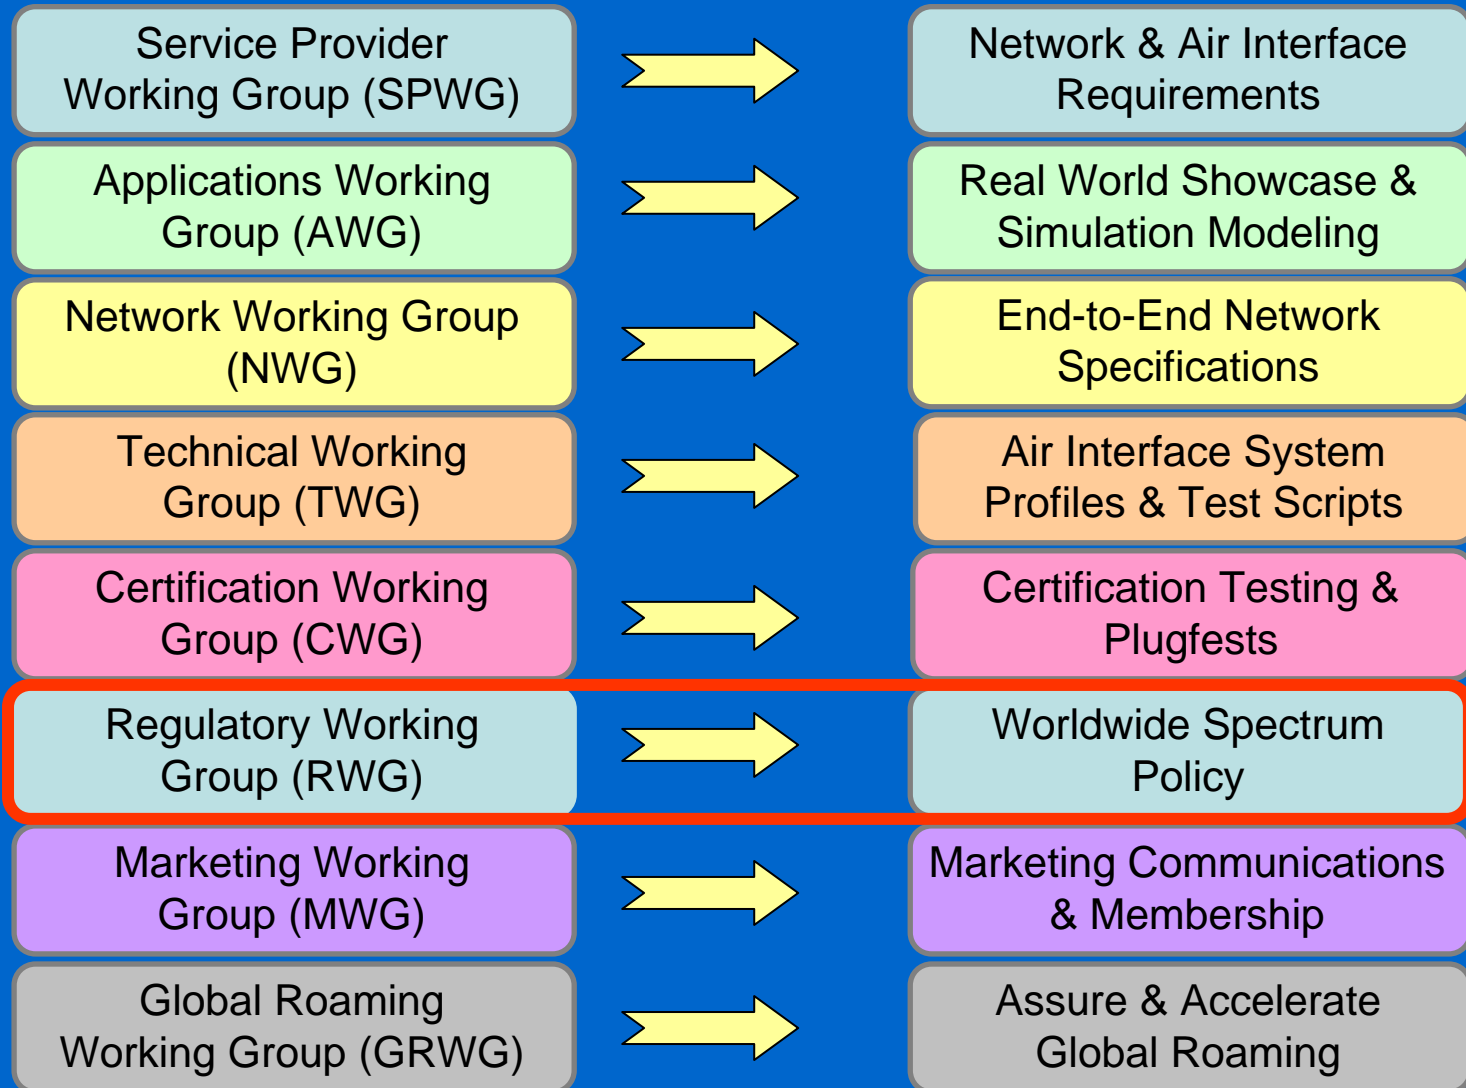 Service Provider
Working Group (SPWG)
Network & Air Interface
Requirements
Applications Working
Group (AWG)
Real World Showcase &
Simulation Modeling
Network Working Group
(NWG)
End-to-End Network
Specifications
Technical Working
Group (TWG)
Air Interface System
Profiles & Test Scripts
Certification Working
Group (CWG)
Certification Testing &
Plugfests
Regulatory Working
Group (RWG)
Worldwide Spectrum
Policy
Marketing Working
Group (MWG)
Marketing Communications
& Membership
Global Roaming
Working Group (GRWG)
Assure & Accelerate
Global Roaming